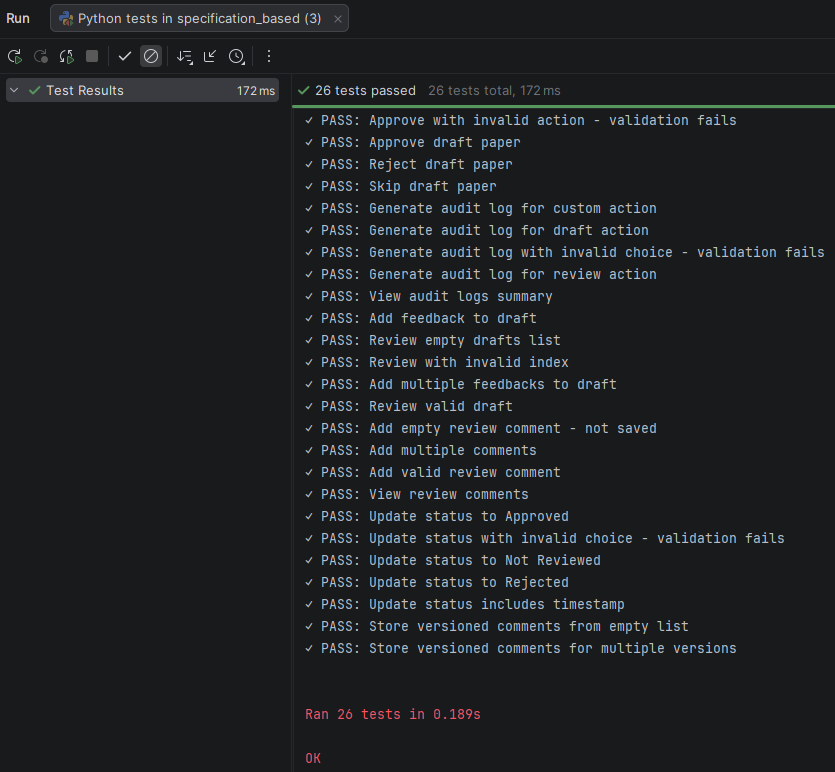 Run
Python tests in specification_based (3)
Test Results
172 ms
26 tests passed 26 tests total, 172 ms
✓ PASS: Approve with invalid action - validation fails
✓ PASS: Approve draft paper
✓ PASS: Reject draft paper
✓ PASS: Skip draft paper
✓ PASS: Generate audit log for custom action
✓ PASS: Generate audit log for draft action
✓ PASS: Generate audit log with invalid choice - validation fails
✓ PASS: Generate audit log for review action
✓ PASS: View audit logs summary
✓ PASS: Add feedback to draft
✓ PASS: Review empty drafts list
✓ PASS: Review with invalid index
✓ PASS: Add multiple feedbacks to draft
✓ PASS: Review valid draft
✓ PASS: Add empty review comment - not saved
✓ PASS: Add multiple comments
✓ PASS: Add valid review comment
✓ PASS: View review comments
✓ PASS: Update status to Approved
✓ PASS: Update status with invalid choice - validation fails
✓ PASS: Update status to Not Reviewed
✓ PASS: Update status to Rejected
✓ PASS: Update status includes timestamp
✓ PASS: Store versioned comments from empty list
✓ PASS: Store versioned comments for multiple versions
Ran 26 tests in 0.189s
OK